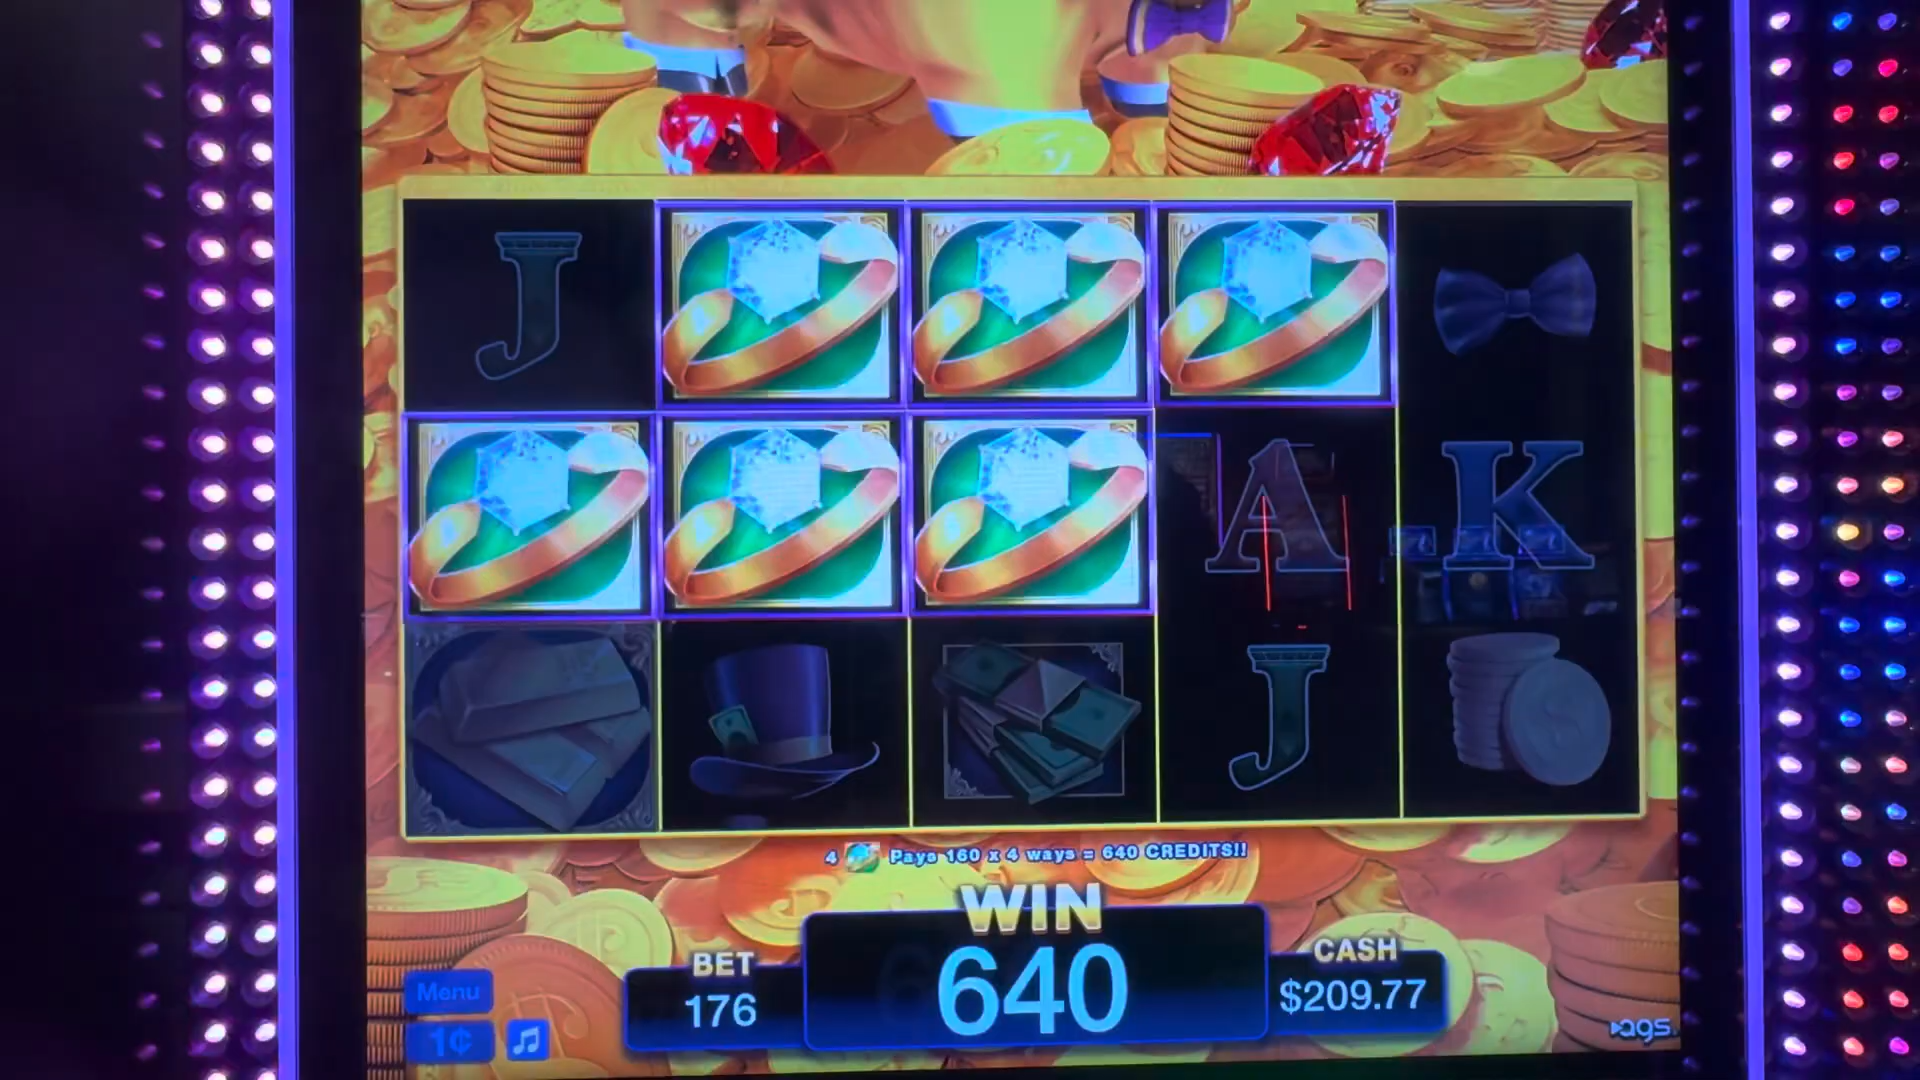 J
A
K
J
4 Pays 160 x 4 ways = 640 CREDITS!!
WIN
640
BET
176
CASH
$209.77
Menu
1¢
ags